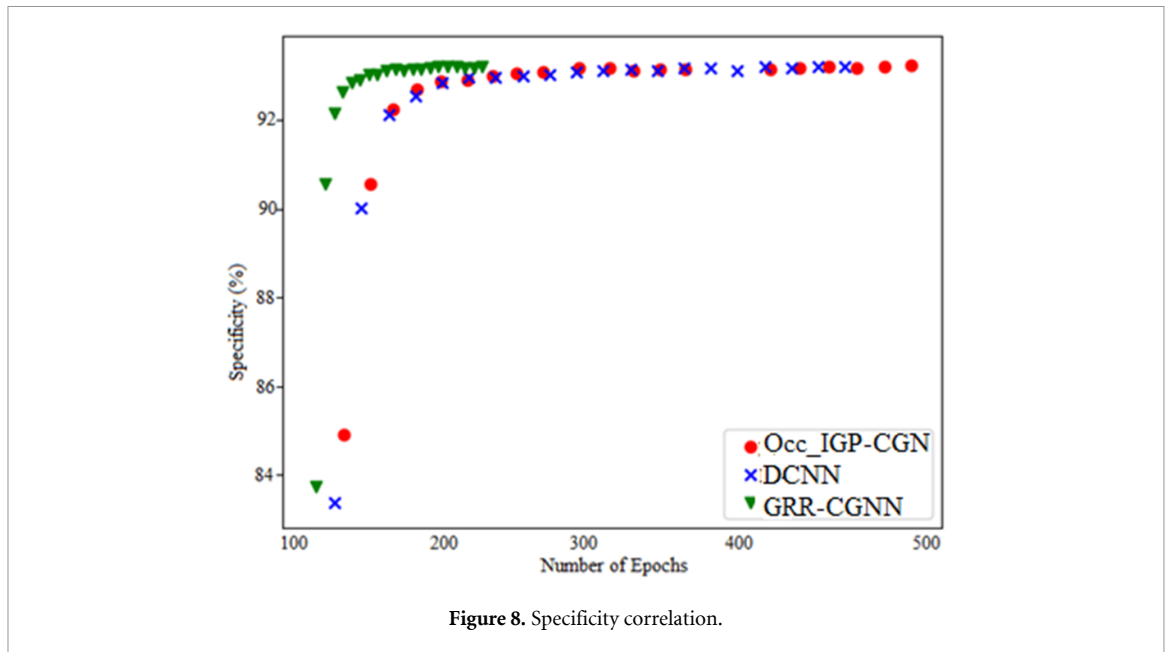 92
90
88
86
84
Specificity (%)
Occ_IGP-CGN
DCNN
GRR-CGNN
100 200 300 400 500
Number of Epochs
Figure 8. Specificity correlation.